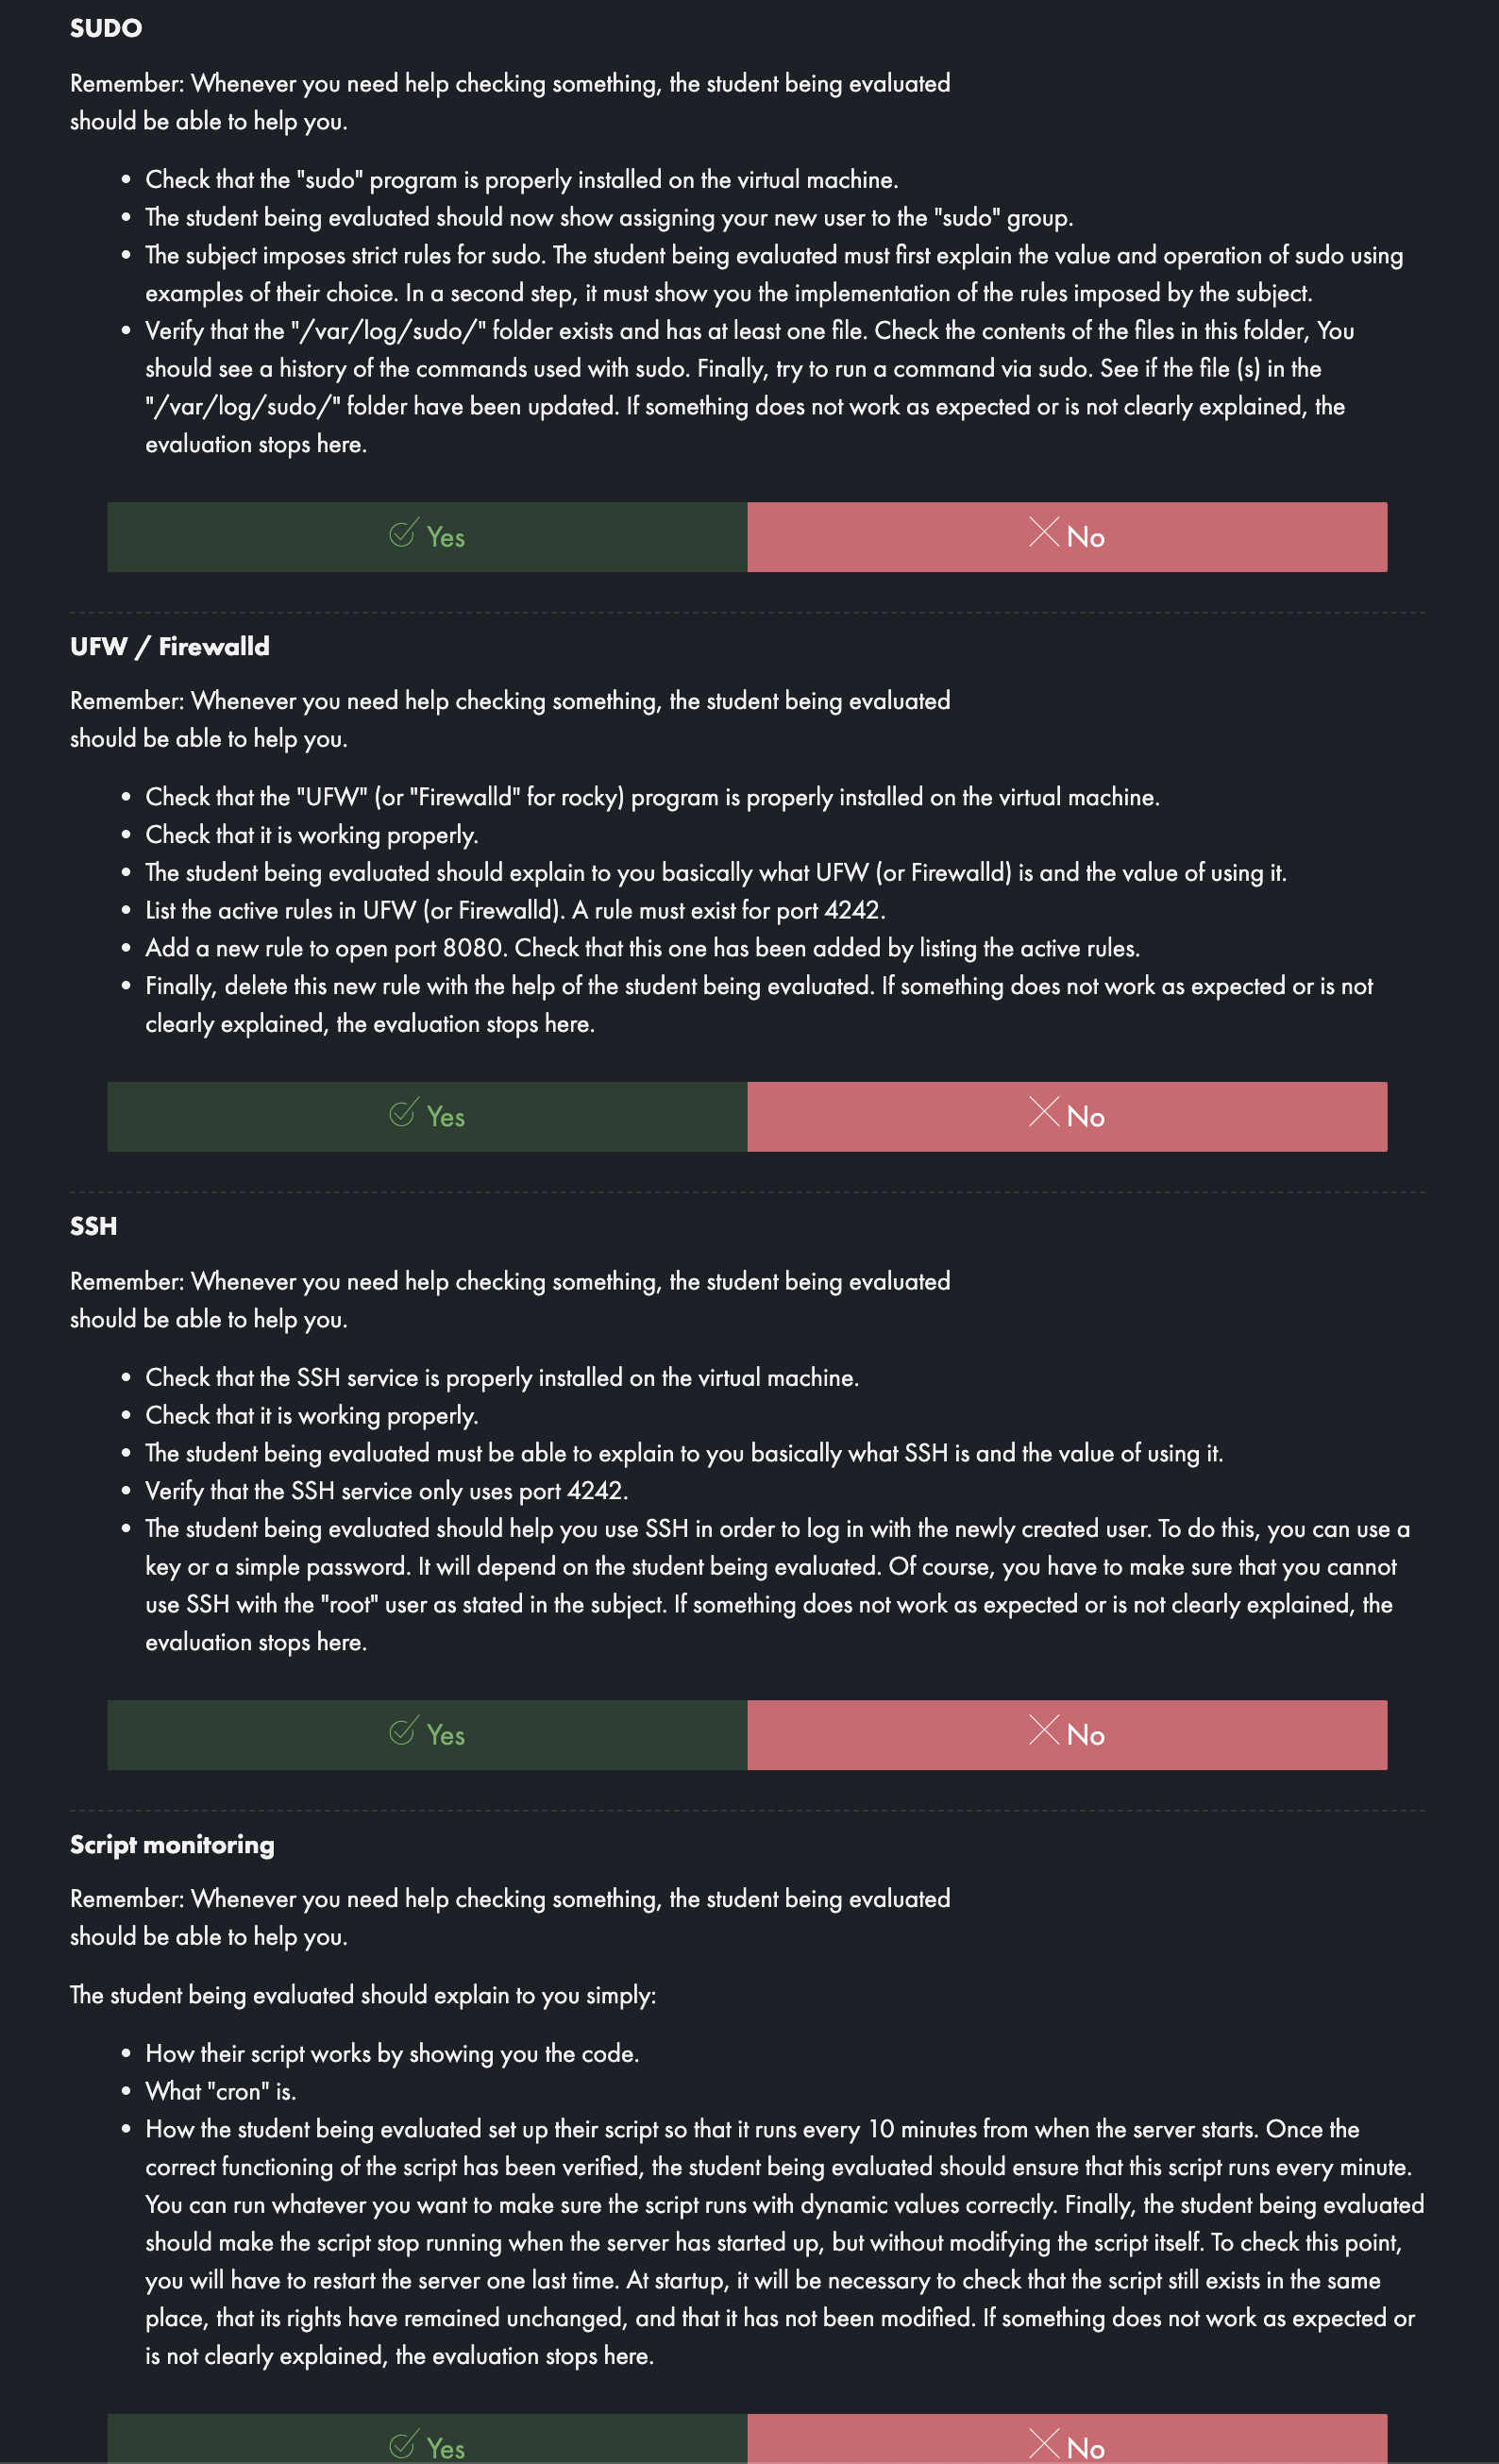 SUDO
Remember: Whenever you need help checking something, the student being evaluated
should be able to help you.
• Check that the "sudo" program is properly installed on the virtual machine.
• The student being evaluated should now show assigning your new user to the "sudo" group.
• The subject imposes strict rules for sudo. The student being evaluated must first explain the value and operation of sudo using
examples of their choice. In a second step, it must show you the implementation of the rules imposed by the subject.
• Verify that the "/var/log/sudo/" folder exists and has at least one file. Check the contents of the files in this folder, You
should see a history of the commands used with sudo. Finally, try to run a command via sudo. See if the file (s) in the
"/var/log/sudo/" folder have been updated. If something does not work as expected or is not clearly explained, the
evaluation stops here.
Yes
No
UFW / Firewalld
Remember: Whenever you need help checking something, the student being evaluated
should be able to help you.
• Check that the "UFW" (or "Firewalld" for rocky) program is properly installed on the virtual machine.
• Check that it is working properly.
• The student being evaluated should explain to you basically what UFW (or Firewalld) is and the value of using it.
• List the active rules in UFW (or Firewalld). A rule must exist for port 4242.
• Add a new rule to open port 8080. Check that this one has been added by listing the active rules.
• Finally, delete this new rule with the help of the student being evaluated. If something does not work as expected or is not
clearly explained, the evaluation stops here.
Yes
No
SSH
Remember: Whenever you need help checking something, the student being evaluated
should be able to help you.
• Check that the SSH service is properly installed on the virtual machine.
• Check that it is working properly.
• The student being evaluated must be able to explain to you basically what SSH is and the value of using it.
• Verify that the SSH service only uses port 4242.
• The student being evaluated should help you use SSH in order to log in with the newly created user. To do this, you can use a
key or a simple password. It will depend on the student being evaluated. Of course, you have to make sure that you cannot
use SSH with the "root" user as stated in the subject. If something does not work as expected or is not clearly explained, the
evaluation stops here.
Yes
No
Script monitoring
Remember: Whenever you need help checking something, the student being evaluated
should be able to help you.
The student being evaluated should explain to you simply:
• How their script works by showing you the code.
• What "cron" is.
• How the student being evaluated set up their script so that it runs every 10 minutes from when the server starts. Once the
correct functioning of the script has been verified, the student being evaluated should ensure that this script runs every minute.
You can run whatever you want to make sure the script runs with dynamic values correctly. Finally, the student being evaluated
should make the script stop running when the server has started up, but without modifying the script itself. To check this point,
you will have to restart the server one last time. At startup, it will be necessary to check that the script still exists in the same
place, that its rights have remained unchanged, and that it has not been modified. If something does not work as expected or
is not clearly explained, the evaluation stops here.
Yes
No